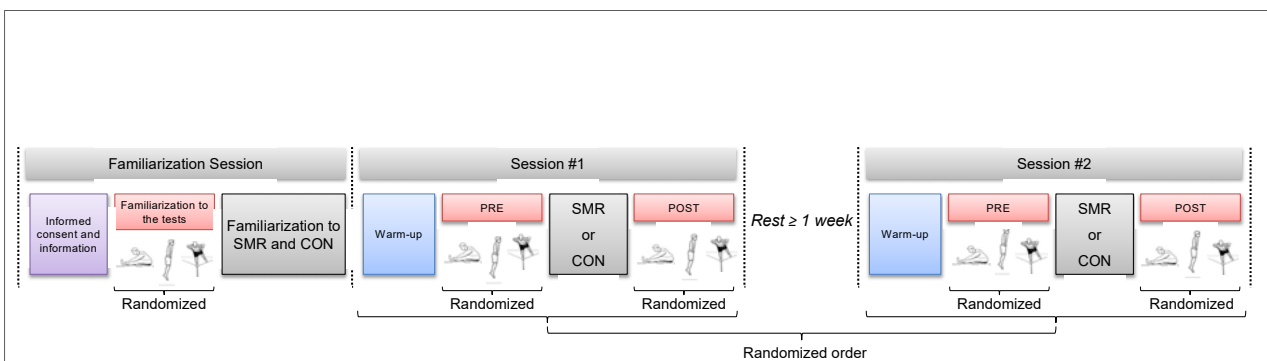 Familiarization Session
Informed
consent and
information
Familiarization to
the tests
Familiarization to
SMR and CON
Randomized
Session #1
Warm-up
PRE
SMR
or
CON
POST
Randomized
Randomized
Rest ≥ 1 week
Session #2
Warm-up
PRE
SMR
or
CON
POST
Randomized
Randomized
Randomized order